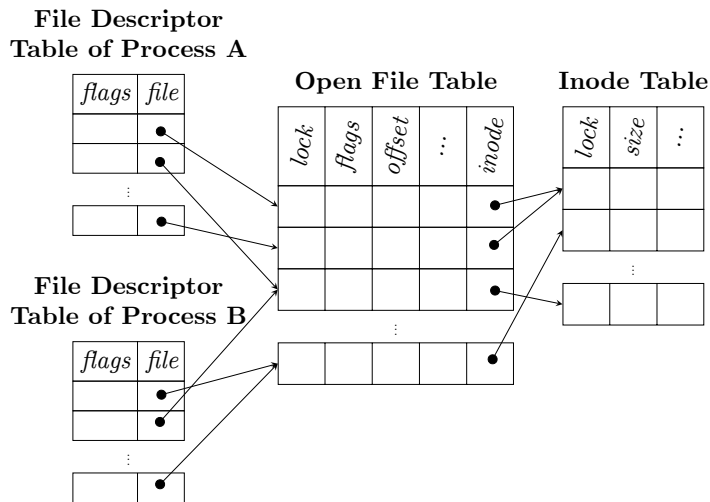 File Descriptor
Table of Process A
flags file
...
Open File Table
lock flags offset ... inode
...
Inode Table
lock size ...
...
File Descriptor
Table of Process B
flags file
...